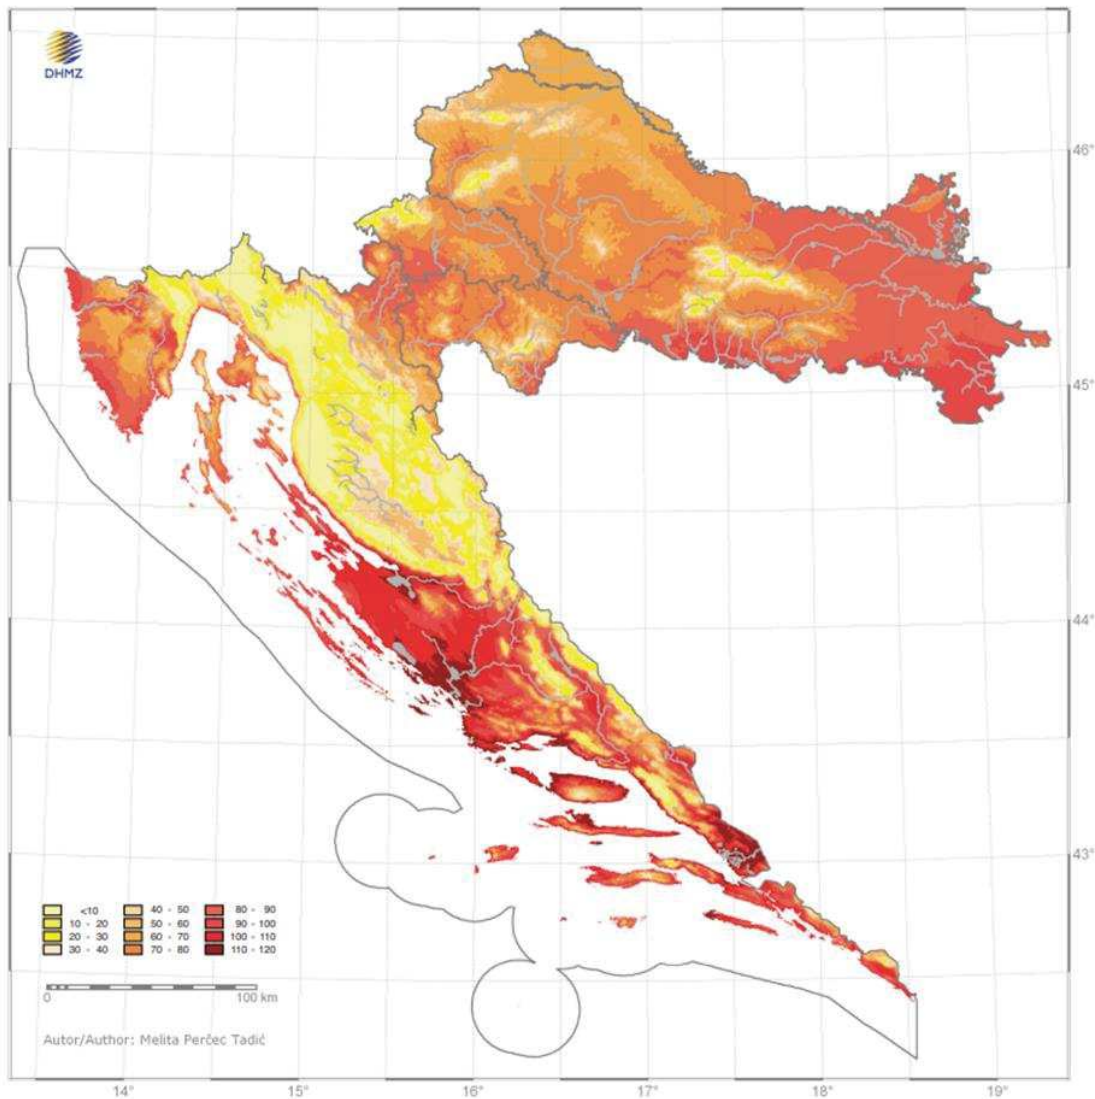 DHMZ
46°
45°
44°
43°
<10 40 - 50 80 - 90
10 - 20 50 - 60 90 - 100
20 - 30 60 - 70 100 - 110
30 - 40 70 - 80 110 - 120
0 100 km
Autor/Author: Melita Perčec Tadić
14° 15° 16° 17° 18° 19°